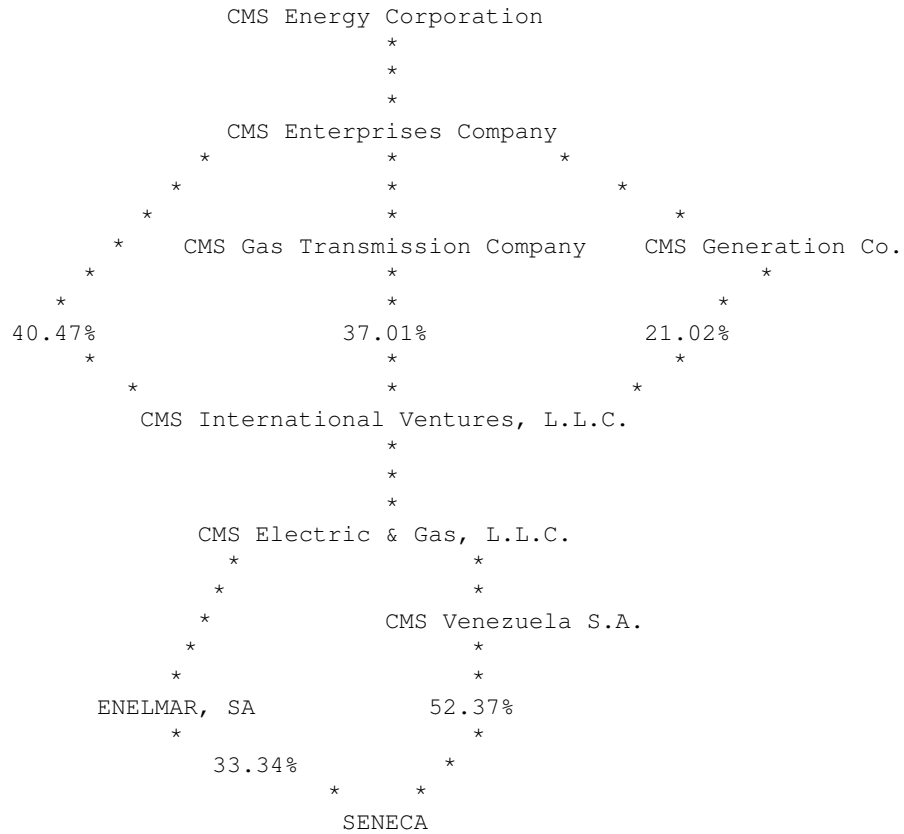 CMS Energy Corporation
*
*
*
CMS Enterprises Company
* * *
* * *
* * *
* CMS Gas Transmission Company CMS Generation Co.
* * *
* * *
40.47% 37.01% 21.02%
* * *
* * *
CMS International Ventures, L.L.C.
*
*
*
CMS Electric & Gas, L.L.C.
* *
* *
* CMS Venezuela S.A.
* *
* *
ENELMAR, SA 52.37%
* *
33.34% *
* *
SENECA